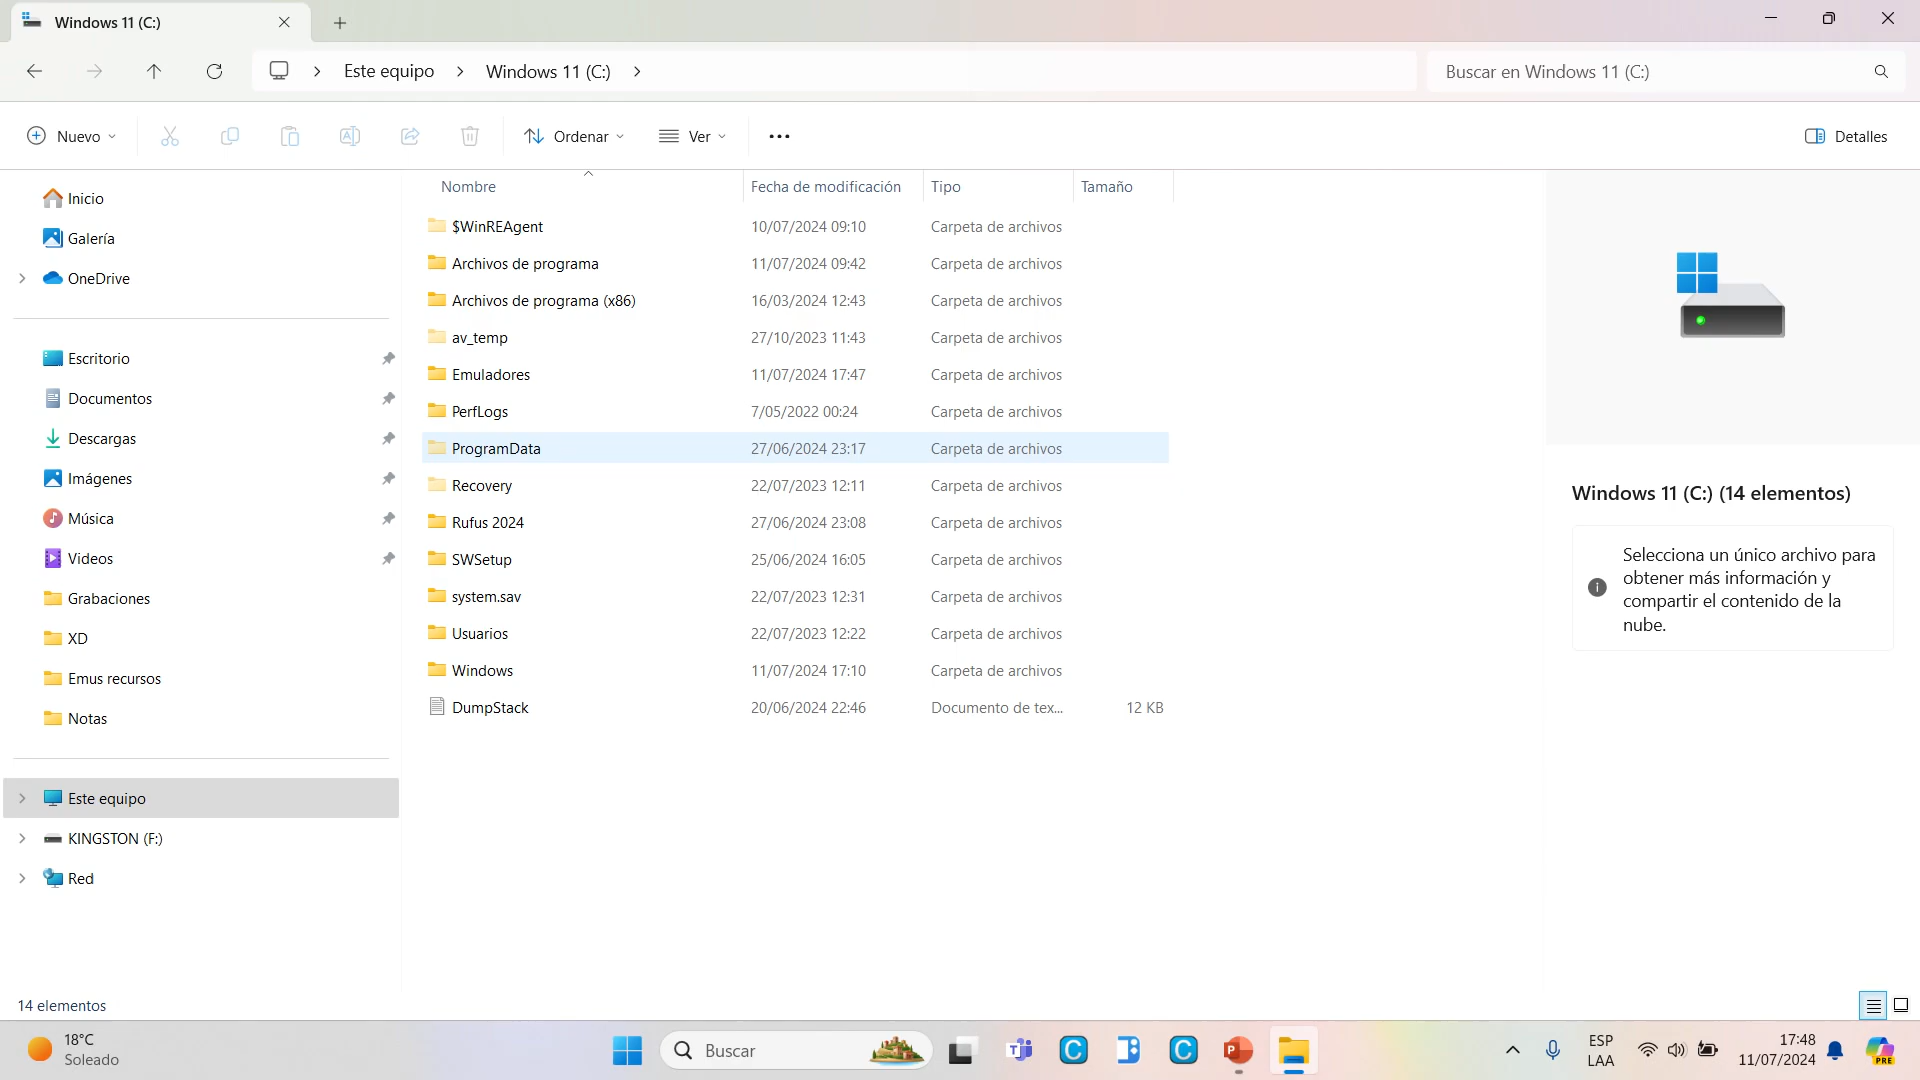 Windows 11 (C:)
Este equipo
Windows 11 (C:)
Buscar en Windows 11 (C:)
Nuevo
Ordenar
Ver
Detalles
Inicio
Galería
OneDrive
Escritorio
Documentos
Descargas
Imágenes
Música
Videos
Grabaciones
XD
Emus recursos
Notas
Este equipo
KINGSTON (F:)
Red
Nombre Fecha de modificación Tipo Tamaño
$WinREAgent 10/07/2024 09:10 Carpeta de archivos
Archivos de programa 11/07/2024 09:42 Carpeta de archivos
Archivos de programa (x86) 16/03/2024 12:43 Carpeta de archivos
av_temp 27/10/2023 11:43 Carpeta de archivos
Emuladores 11/07/2024 17:47 Carpeta de archivos
PerfLogs 7/05/2022 00:24 Carpeta de archivos
ProgramData 27/06/2024 23:17 Carpeta de archivos
Recovery 22/07/2023 12:11 Carpeta de archivos
Rufus 2024 27/06/2024 23:08 Carpeta de archivos
SWSetup 25/06/2024 16:05 Carpeta de archivos
system.sav 22/07/2023 12:31 Carpeta de archivos
Usuarios 22/07/2023 12:22 Carpeta de archivos
Windows 11/07/2024 17:10 Carpeta de archivos
DumpStack 20/06/2024 22:46 Documento de tex... 12 KB
Windows 11 (C:) (14 elementos)
Selecciona un único archivo para
obtener más información y
compartir el contenido de la
nube.
14 elementos
18°C
Soleado
Buscar
ESP
LAA
17:48
11/07/2024
PRE